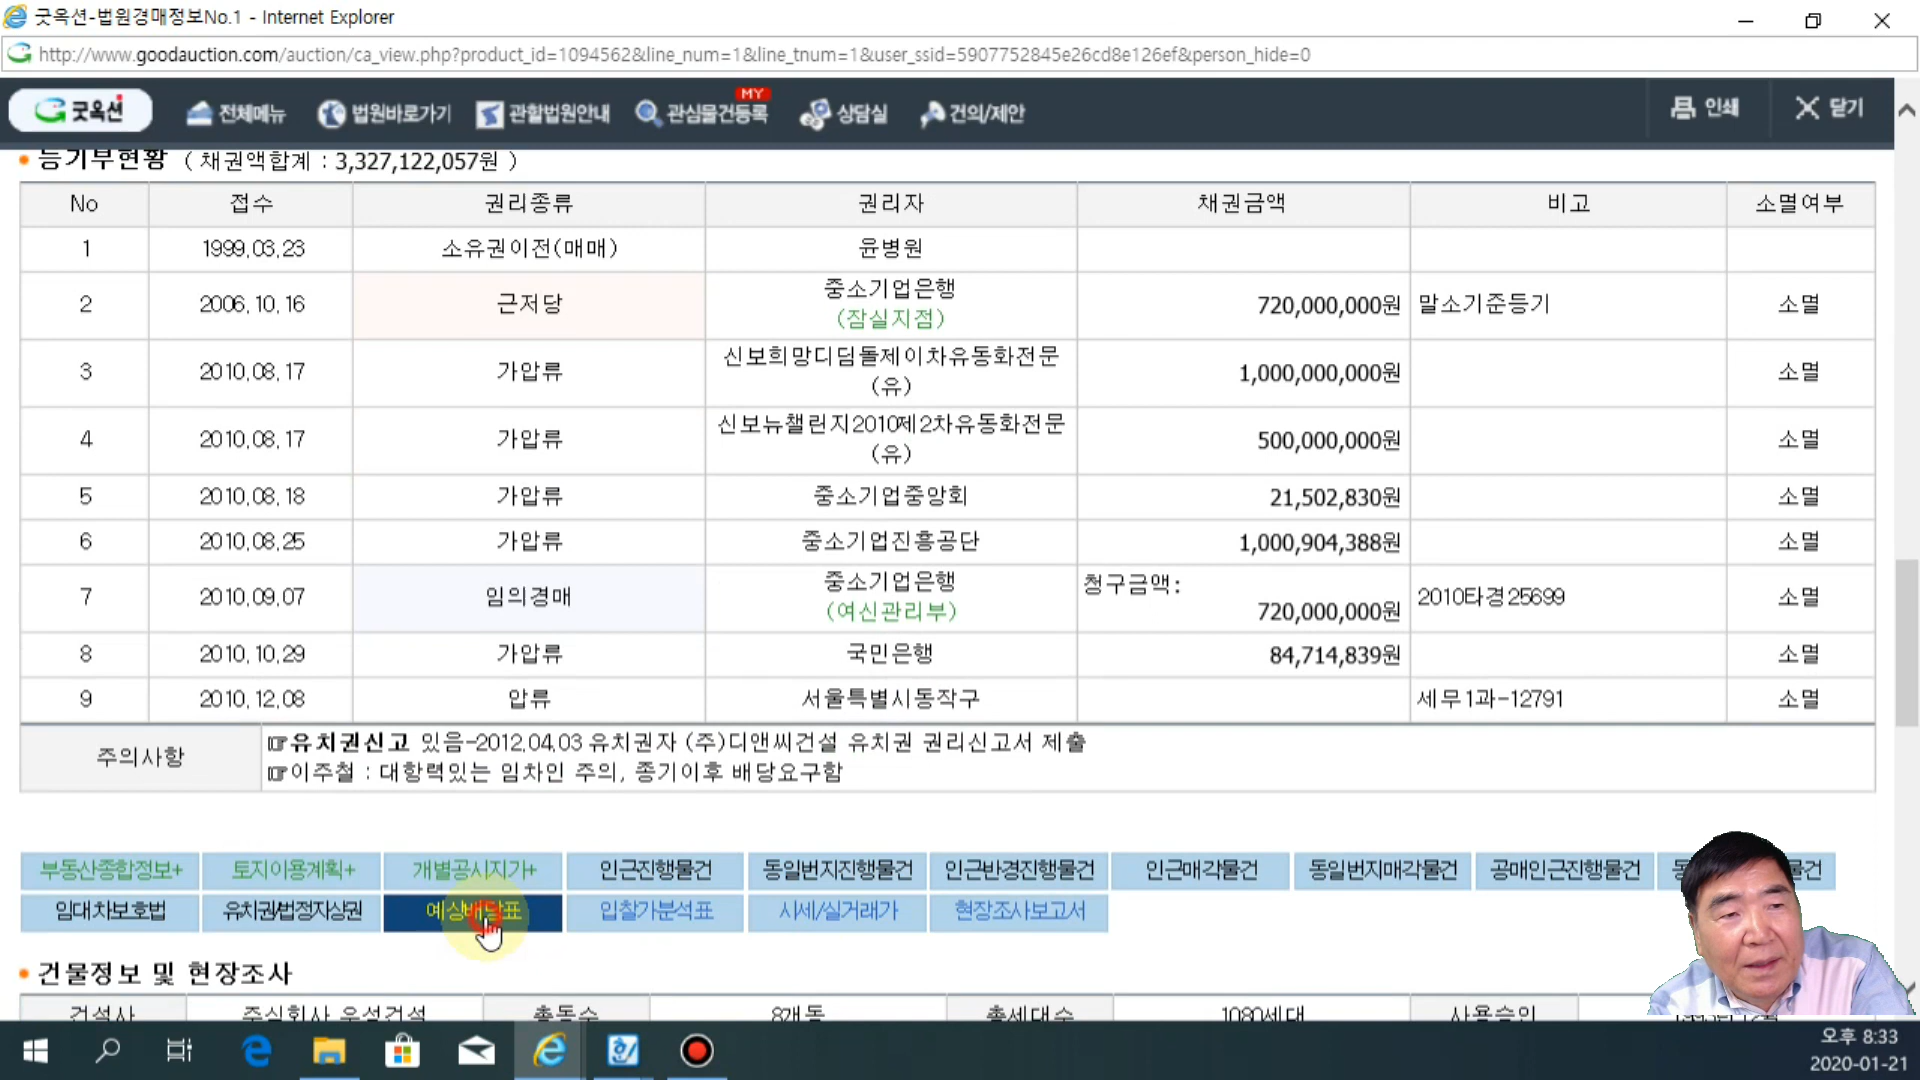 굿옥션-법원경매정보No.1 - Internet Explorer
http://www.goodauction.com/auction/ca_view.php?product_id=1094562&line_num=1&line_tnum=1&user_ssid=5907752845e26cd8e126ef&person_hide=0
굿옥션 전체메뉴 법원바로가기 관할법원안내 MY 관심물건등록 상담실 건의/제안 인쇄 닫기
• 등기부현황 ( 채권액합계 : 3,327,122,057원 )
No 접수 권리종류 권리자 채권금액 비고 소멸여부
1 1999.03.23 소유권이전(매매) 윤병원
2 2006.10.16 근저당 중소기업은행 (잠실지점) 720,000,000원 말소기준등기 소멸
3 2010.08.17 가압류 신보희망디딤돌제이차유동화전문(유) 1,000,000,000원 소멸
4 2010.08.17 가압류 신보뉴챌린지2010제2차유동화전문(유) 500,000,000원 소멸
5 2010.08.18 가압류 중소기업중앙회 21,502,830원 소멸
6 2010.08.25 가압류 중소기업진흥공단 1,000,904,388원 소멸
7 2010.09.07 임의경매 중소기업은행 (여신관리부) 청구금액: 720,000,000원 2010타경25699 소멸
8 2010.10.29 가압류 국민은행 84,714,839원 소멸
9 2010.12.08 압류 서울특별시동작구 세무1과-12791 소멸
주의사항
☞유치권신고 있음-2012.04.03 유치권자 (주)디앤씨건설 유치권 권리신고서 제출
☞이주철 : 대항력있는 임차인 주의, 종기이후 배당요구함
부동산종합정보+ 토지이용계획+ 개별공시지가+ 인근진행물건 동일번지진행물건 인근반경진행물건 인근매각물건 동일번지매각물건 공매인근진행물건
임대차보호법 유치권/법정지상권 예상배당표 입찰가분석표 시세/실거래가 현장조사보고서
• 건물정보 및 현장조사
건설사 주식회사 우성건설 총동수 8개동 총세대수 1080세대 사용승인
오후 8:33
2020-01-21